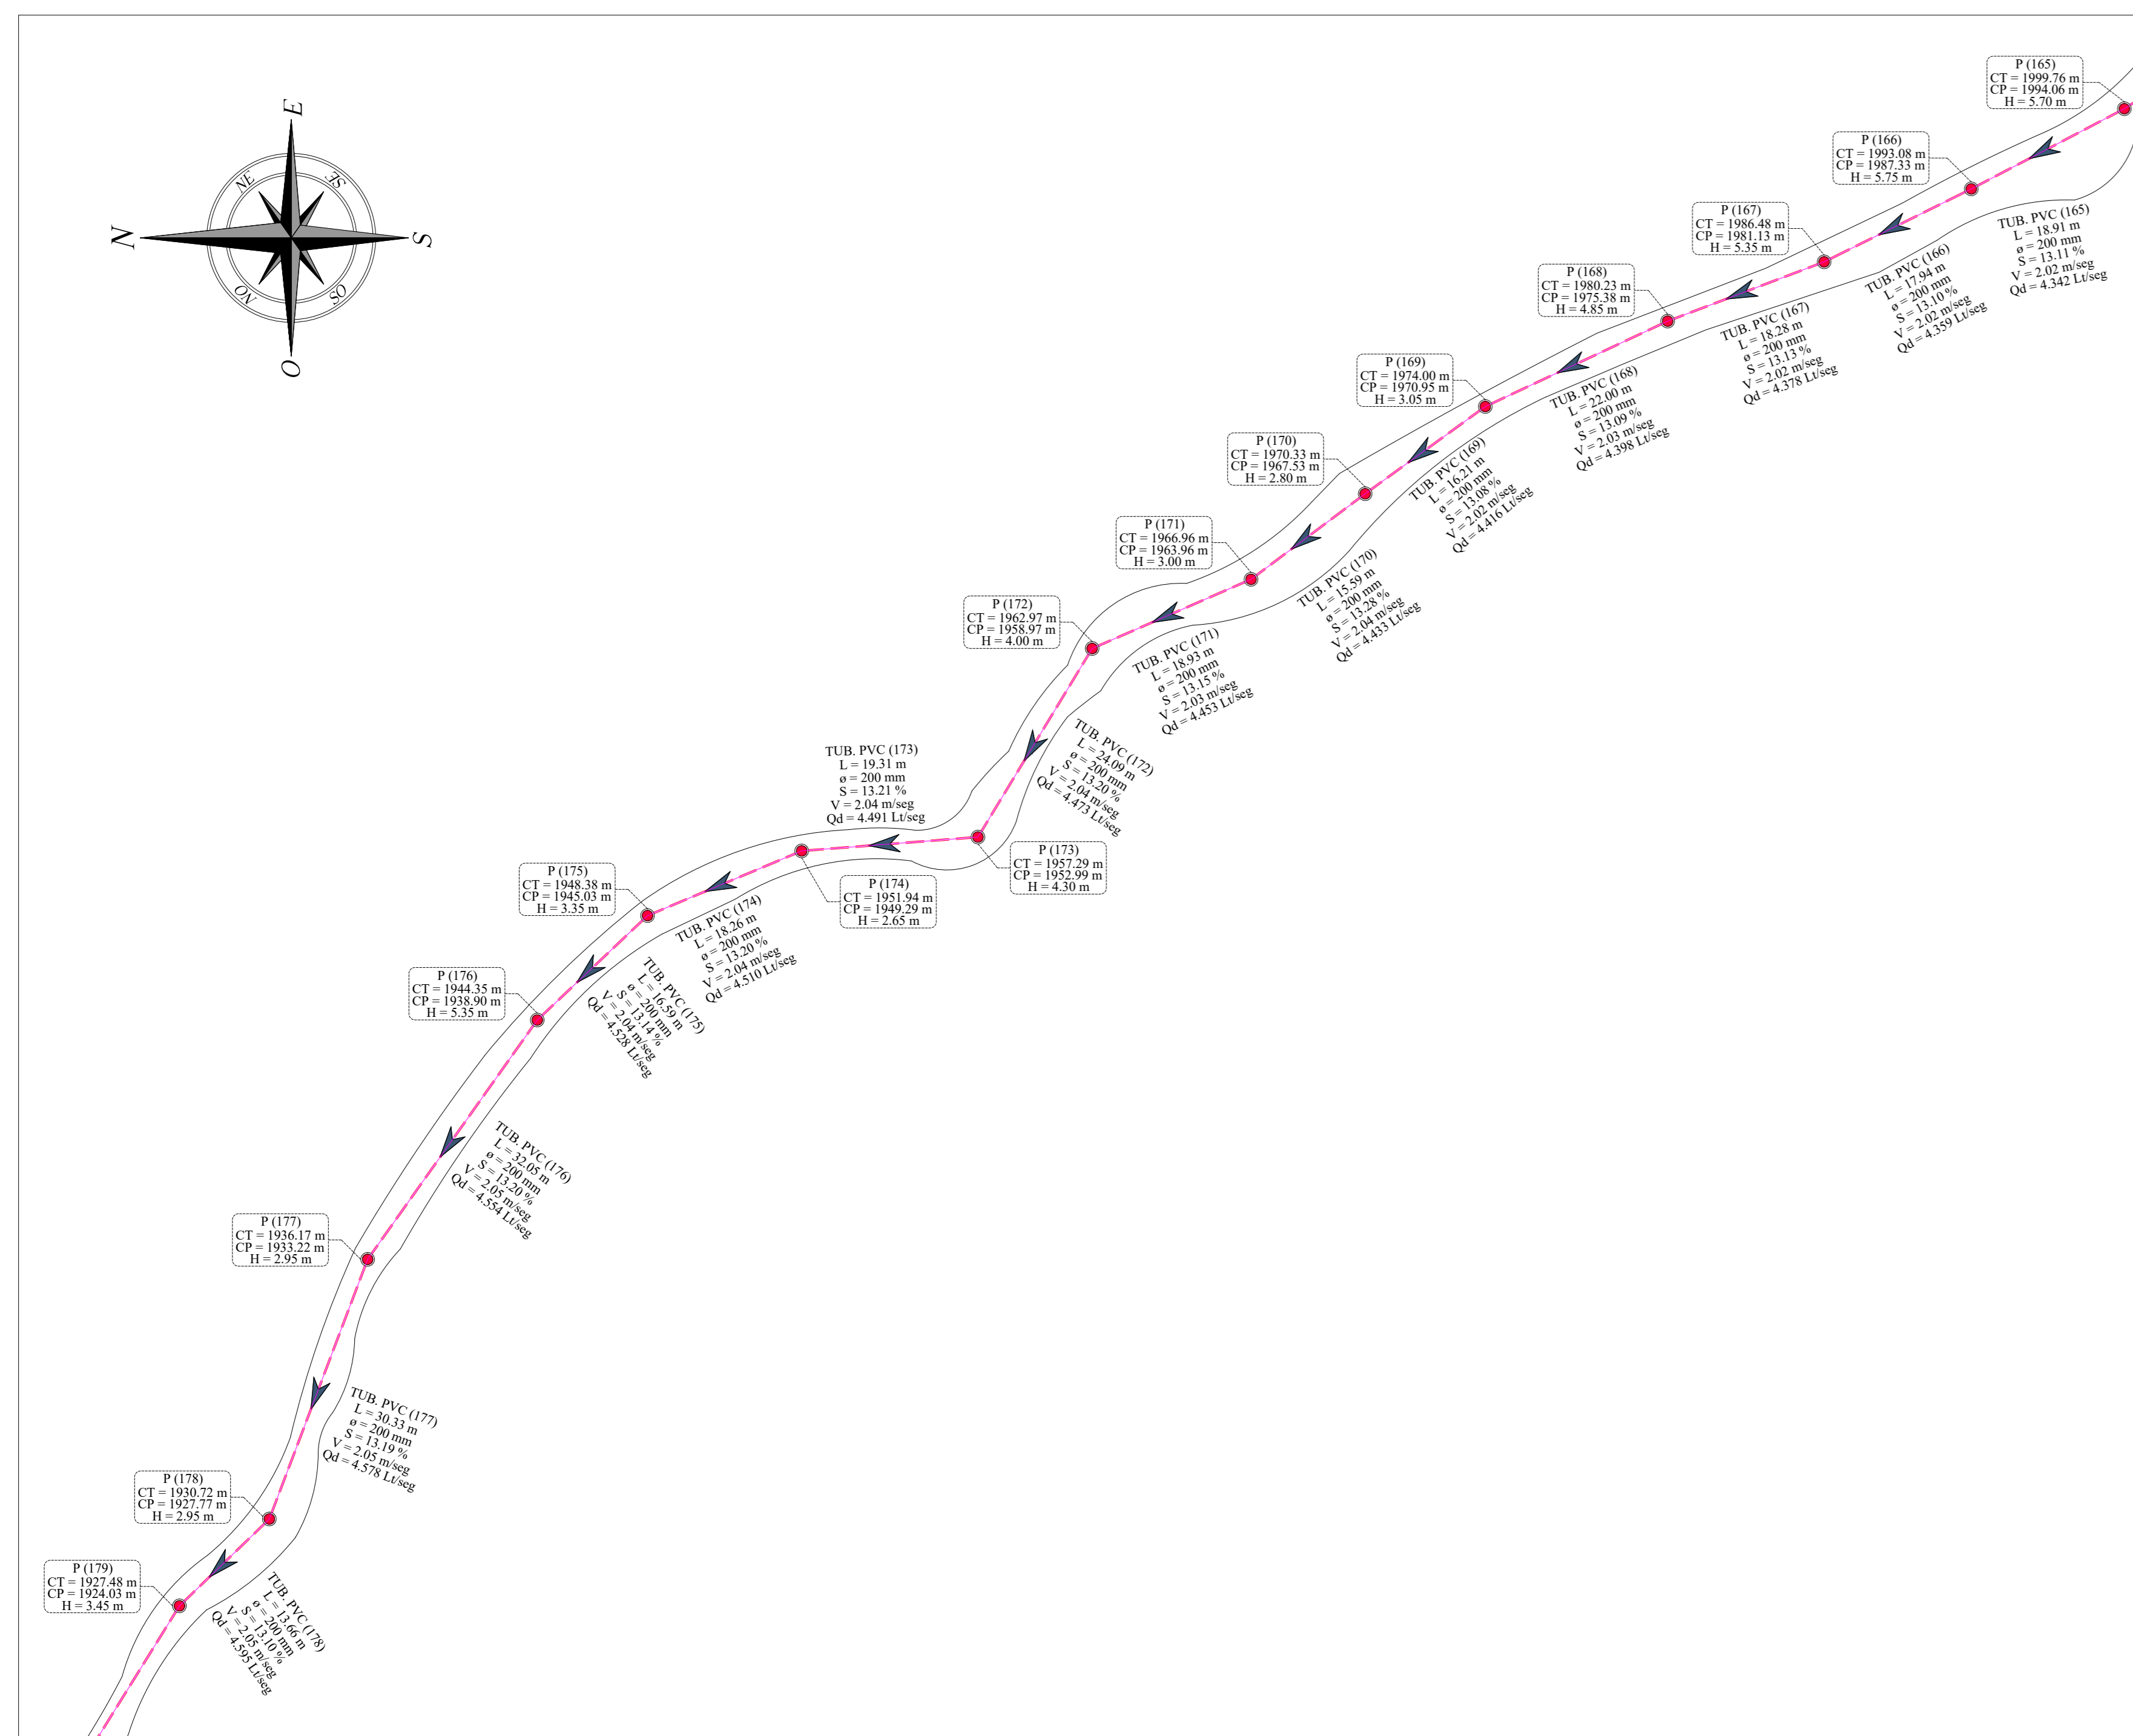 E
NE
SE
N
S
NO
SO
O
P (165)
CT = 1999.76 m
CP = 1994.06 m
H = 5.70 m
P (166)
CT = 1993.08 m
CP = 1987.33 m
H = 5.75 m
TUB. PVC (165)
L = 18.91 m
ø = 200 mm
S = 13.11 %
V = 2.02 m/seg
Qd = 4.342 Lt/seg
P (167)
CT = 1986.48 m
CP = 1981.13 m
H = 5.35 m
TUB. PVC (166)
L = 17.94 m
ø = 200 mm
S = 13.10 %
V = 2.02 m/seg
Qd = 4.359 Lt/seg
P (168)
CT = 1980.23 m
CP = 1975.38 m
H = 4.85 m
TUB. PVC (167)
L = 18.28 m
ø = 200 mm
S = 13.13 %
V = 2.02 m/seg
Qd = 4.378 Lt/seg
P (169)
CT = 1974.00 m
CP = 1970.95 m
H = 3.05 m
TUB. PVC (168)
L = 22.00 m
ø = 200 mm
S = 13.09 %
V = 2.03 m/seg
Qd = 4.398 Lt/seg
P (170)
CT = 1970.33 m
CP = 1967.53 m
H = 2.80 m
TUB. PVC (169)
L = 16.21 m
ø = 200 mm
S = 13.08 %
V = 2.02 m/seg
Qd = 4.416 Lt/seg
P (171)
CT = 1966.96 m
CP = 1963.96 m
H = 3.00 m
TUB. PVC (170)
L = 15.59 m
ø = 200 mm
S = 13.28 %
V = 2.04 m/seg
Qd = 4.433 Lt/seg
P (172)
CT = 1962.97 m
CP = 1958.97 m
H = 4.00 m
TUB. PVC (171)
L = 18.93 m
ø = 200 mm
S = 13.15 %
V = 2.03 m/seg
Qd = 4.453 Lt/seg
TUB. PVC (172)
L = 24.09 m
ø = 200 mm
S = 13.20 %
V = 2.04 m/seg
Qd = 4.473 Lt/seg
TUB. PVC (173)
L = 19.31 m
ø = 200 mm
S = 13.21 %
V = 2.04 m/seg
Qd = 4.491 Lt/seg
P (173)
CT = 1957.29 m
CP = 1952.99 m
H = 4.30 m
P (174)
CT = 1951.94 m
CP = 1949.29 m
H = 2.65 m
P (175)
CT = 1948.38 m
CP = 1945.03 m
H = 3.35 m
TUB. PVC (174)
L = 18.26 m
ø = 200 mm
S = 13.20 %
V = 2.04 m/seg
Qd = 4.510 Lt/seg
P (176)
CT = 1944.35 m
CP = 1938.90 m
H = 5.35 m
TUB. PVC (175)
L = 16.59 m
ø = 200 mm
S = 13.14 %
V = 2.04 m/seg
Qd = 4.528 Lt/seg
TUB. PVC (176)
L = 32.05 m
ø = 200 mm
S = 13.20 %
V = 2.05 m/seg
Qd = 4.554 Lt/seg
P (177)
CT = 1936.17 m
CP = 1933.22 m
H = 2.95 m
TUB. PVC (177)
L = 30.33 m
ø = 200 mm
S = 13.19 %
V = 2.05 m/seg
Qd = 4.578 Lt/seg
P (178)
CT = 1930.72 m
CP = 1927.77 m
H = 2.95 m
P (179)
CT = 1927.48 m
CP = 1924.03 m
H = 3.45 m
TUB. PVC (178)
L = 13.66 m
ø = 200 mm
S = 13.10 %
V = 2.05 m/seg
Qd = 4.595 Lt/seg